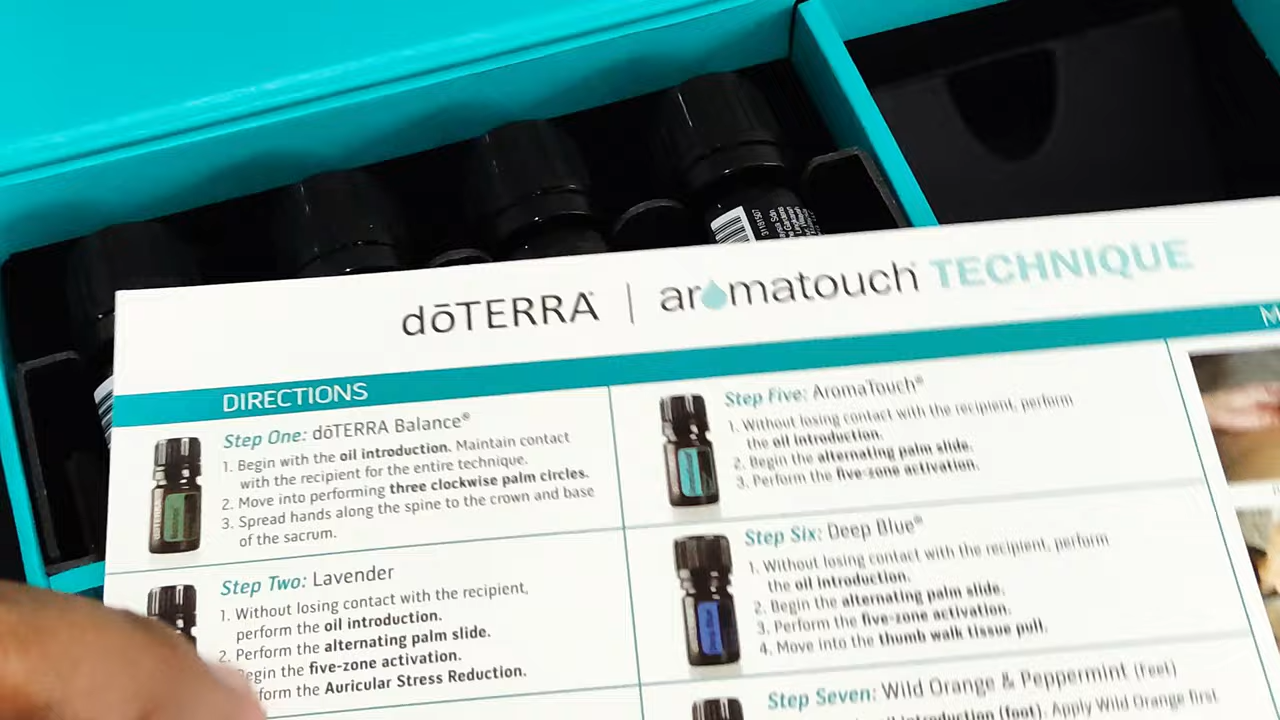 dōTERRA® | aromatouch® TECHNIQUE
DIRECTIONS
Step One: dōTERRA Balance®
1. Begin with the oil introduction. Maintain contact
with the recipient for the entire technique.
2. Move into performing three clockwise palm circles.
3. Spread hands along the spine to the crown and base
of the sacrum.
Step Two: Lavender
1. Without losing contact with the recipient,
perform the oil introduction.
2. Perform the alternating palm slide.
egin the five-zone activation.
form the Auricular Stress Reduction.
Step Five: AromaTouch®
1. Without losing contact with the recipient, perform
the oil introduction.
2. Begin the alternating palm slide.
3. Perform the five-zone activation.
Step Six: Deep Blue®
1. Without losing contact with the recipient, perform
the oil introduction.
2. Begin the alternating palm slide.
3. Perform the five-zone activation.
4. Move into the thumb walk tissue pull.
Step Seven: Wild Orange & Peppermint (feet)
introduction (foot). Apply Wild Orange first